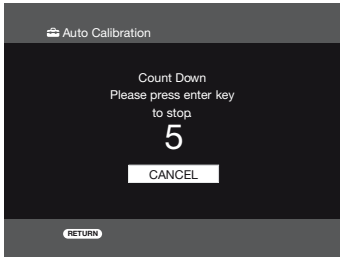 Auto Calibration
Count Down
Please press enter key
to stop.
5
CANCEL
RETURN